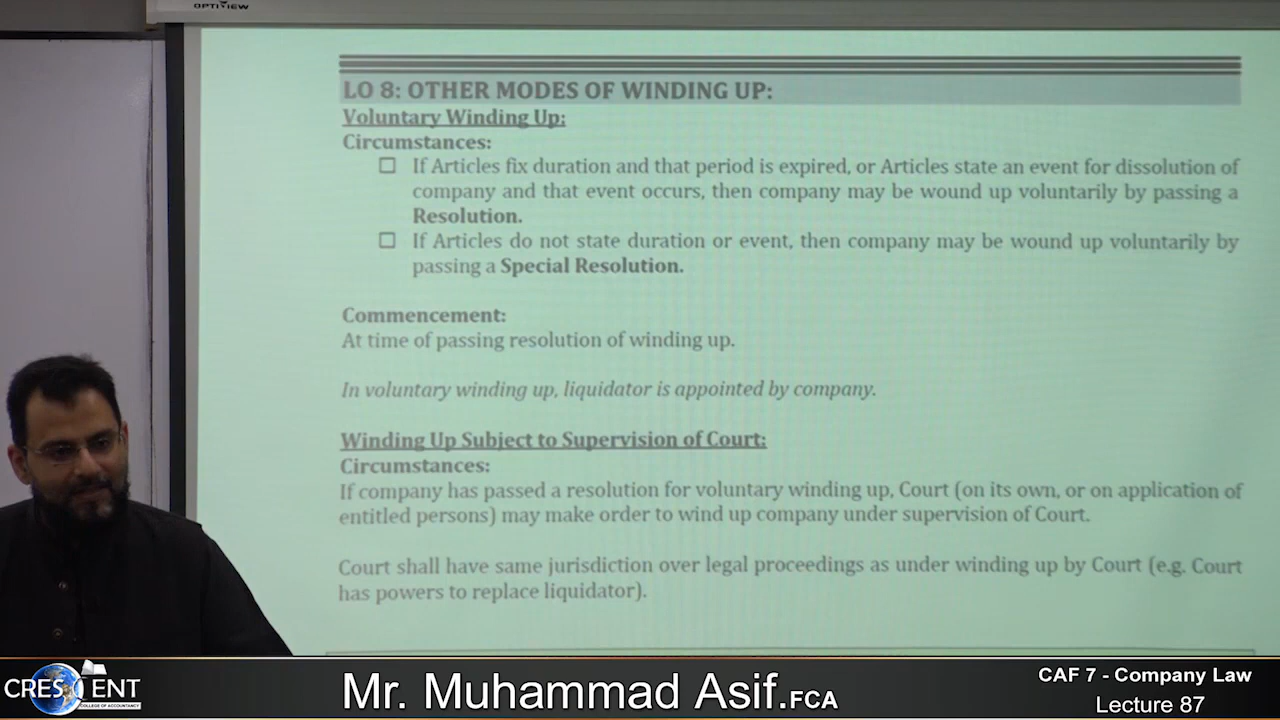 OPTIVIEW
LO 8: OTHER MODES OF WINDING UP:
Voluntary Winding Up:
Circumstances:
☐ If Articles fix duration and that period is expired, or Articles state an event for dissolution of
company and that event occurs, then company may be wound up voluntarily by passing a
Resolution.
☐ If Articles do not state duration or event, then company may be wound up voluntarily by
passing a Special Resolution.
Commencement:
At time of passing resolution of winding up.
In voluntary winding up, liquidator is appointed by company.
Winding Up Subject to Supervision of Court:
Circumstances:
If company has passed a resolution for voluntary winding up, Court (on its own, or on application of
entitled persons) may make order to wind up company under supervision of Court.
Court shall have same jurisdiction over legal proceedings as under winding up by Court (e.g. Court
has powers to replace liquidator).
CRESCENT
COLLEGE OF ACCOUNTANCY
Mr. Muhammad Asif.FCA
CAF 7 - Company Law
Lecture 87